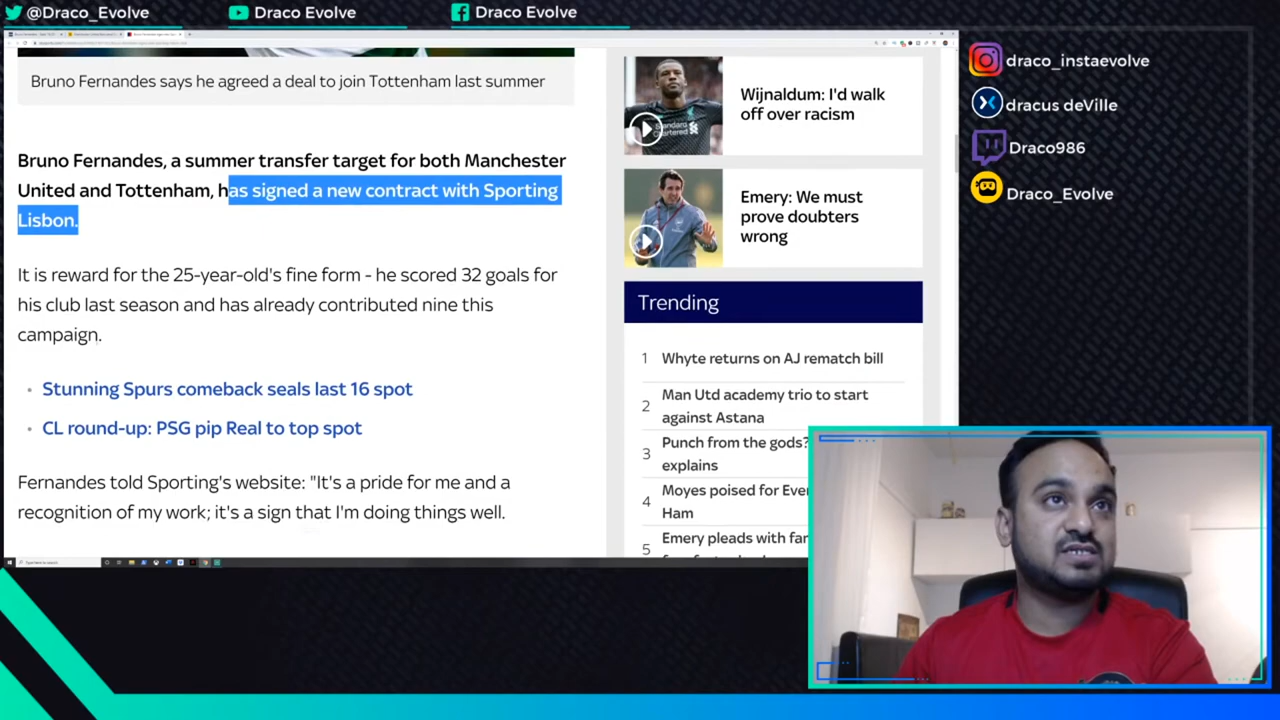 @Draco_Evolve
Draco Evolve
Draco Evolve
Bruno Fernandes says he agreed a deal to join Tottenham last summer
Bruno Fernandes, a summer transfer target for both Manchester
United and Tottenham, has signed a new contract with Sporting
Lisbon.
It is reward for the 25-year-old's fine form - he scored 32 goals for
his club last season and has already contributed nine this
campaign.
Stunning Spurs comeback seals last 16 spot
CL round-up: PSG pip Real to top spot
Fernandes told Sporting's website: "It's a pride for me and a
recognition of my work; it's a sign that I'm doing things well.
Wijnaldum: I'd walk
off over racism
Emery: We must
prove doubters
wrong
Trending
1 Whyte returns on AJ rematch bill
2 Man Utd academy trio to start
against Astana
3 Punch from the gods?
explains
4 Moyes poised for Ever
Ham
5 Emery pleads with fan
draco_instaevolve
dracus deVille
Draco986
Draco_Evolve